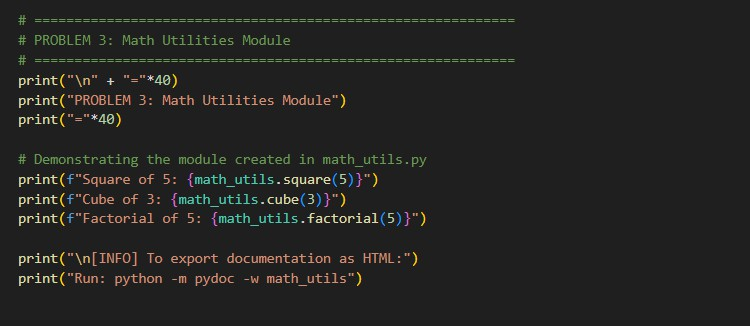 # ===========================================================
# PROBLEM 3: Math Utilities Module
# ===========================================================
print("\n" + "="*40)
print("PROBLEM 3: Math Utilities Module")
print("="*40)
# Demonstrating the module created in math_utils.py
print(f"Square of 5: {math_utils.square(5)}")
print(f"Cube of 3: {math_utils.cube(3)}")
print(f"Factorial of 5: {math_utils.factorial(5)}")
print("\n[INFO] To export documentation as HTML:")
print("Run: python -m pydoc -w math_utils")